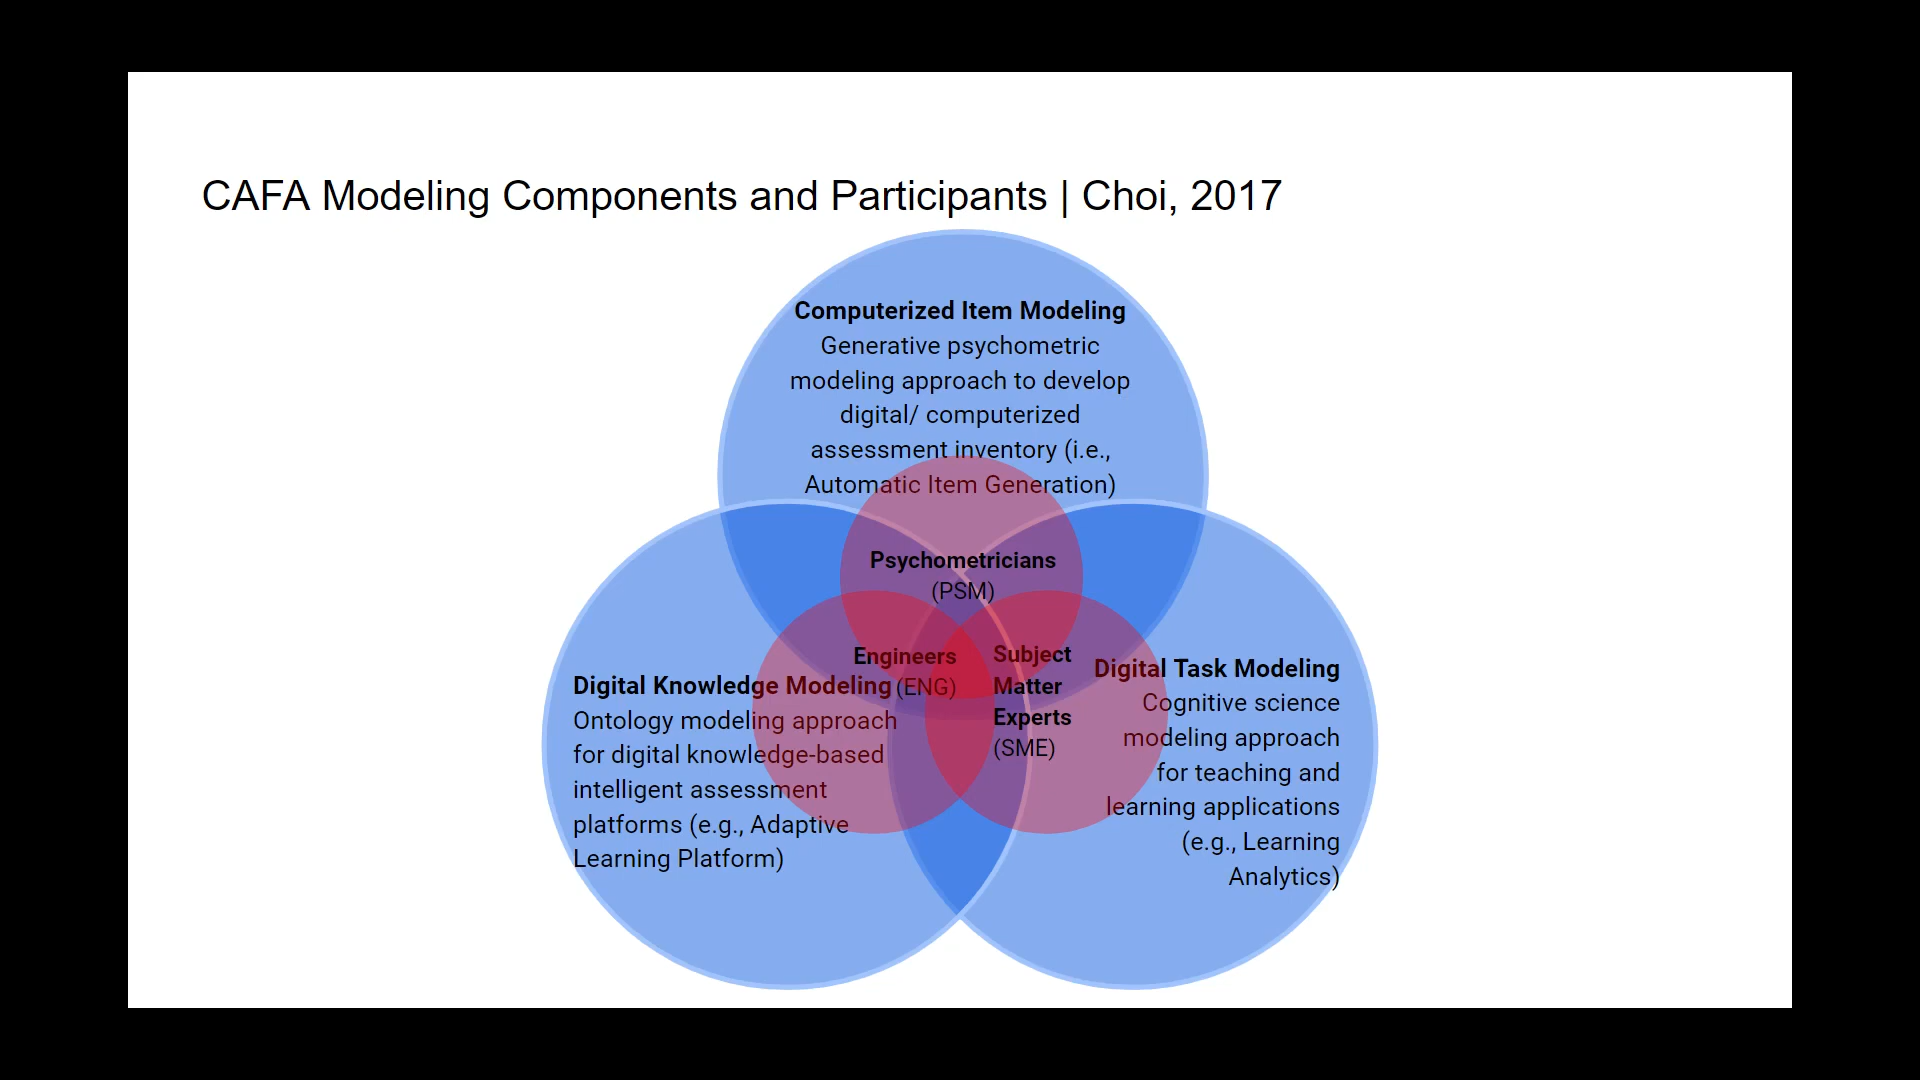 CAFA Modeling Components and Participants | Choi, 2017
Computerized Item Modeling
Generative psychometric
modeling approach to develop
digital/ computerized
assessment inventory (i.e.,
Automatic Item Generation)
Psychometricians
(PSM)
Engineers
(ENG)
Subject
Matter
Experts
(SME)
Digital Knowledge Modeling
Ontology modeling approach
for digital knowledge-based
intelligent assessment
platforms (e.g., Adaptive
Learning Platform)
Digital Task Modeling
Cognitive science
modeling approach
for teaching and
learning applications
(e.g., Learning
Analytics)